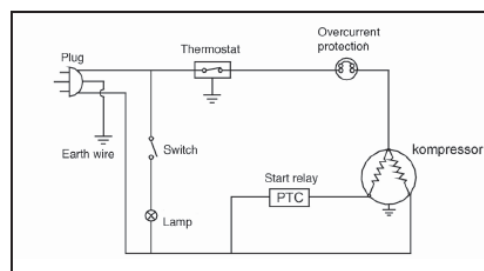 Overcurrent
protection
Thermostat
Plug
Earth wire
Switch
kompressor
Start relay
PTC
Lamp